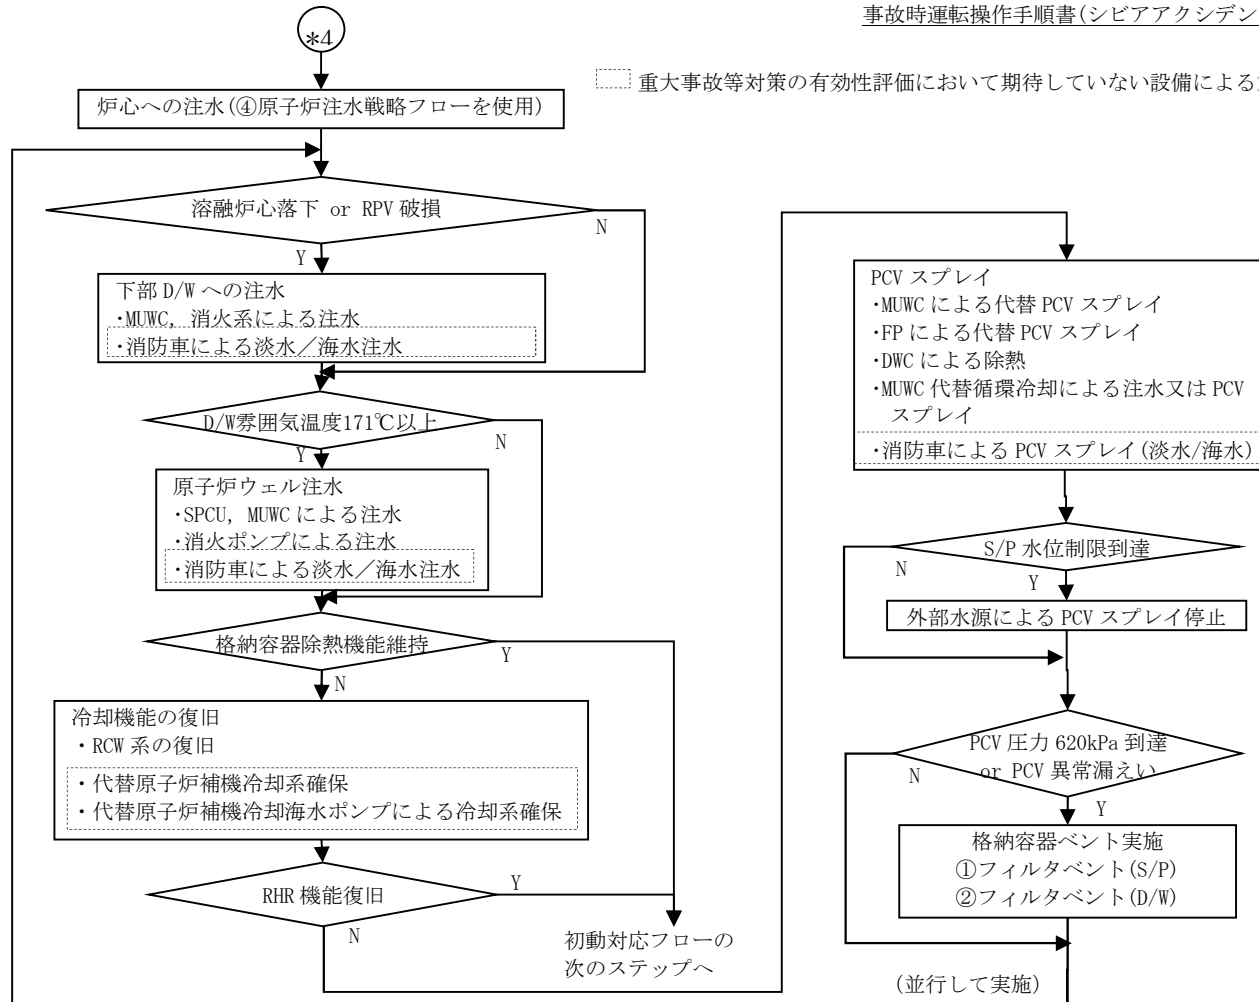 事故時運転操作手順書(シビアアクシデン
*4
重大事故等対策の有効性評価において期待していない設備による
炉心への注水(④原子炉注水戦略フローを使用)
溶融炉心落下 or RPV 破損
N
Y
下部 D/W への注水
・MUWC, 消火系による注水
・消防車による淡水／海水注水
D/W雰囲気温度171℃以上
N
Y
原子炉ウェル注水
・SPCU, MUWC による注水
・消火ポンプによる注水
・消防車による淡水／海水注水
格納容器除熱機能維持
Y
N
冷却機能の復旧
・RCW 系の復旧
・代替原子炉補機冷却系確保
・代替原子炉補機冷却海水ポンプによる冷却系確保
RHR 機能復旧
Y
N
初動対応フローの
次のステップへ
PCV スプレイ
・MUWC による代替 PCV スプレイ
・FP による代替 PCV スプレイ
・DWC による除熱
・MUWC 代替循環冷却による注水又は PCV
スプレイ
・消防車による PCV スプレイ(淡水/海水)
S/P 水位制限到達
N
Y
外部水源による PCV スプレイ停止
PCV 圧力 620kPa 到達
or PCV 異常漏えい
N
Y
格納容器ベント実施
①フィルタベント(S/P)
②フィルタベント(D/W)
(並行して実施)